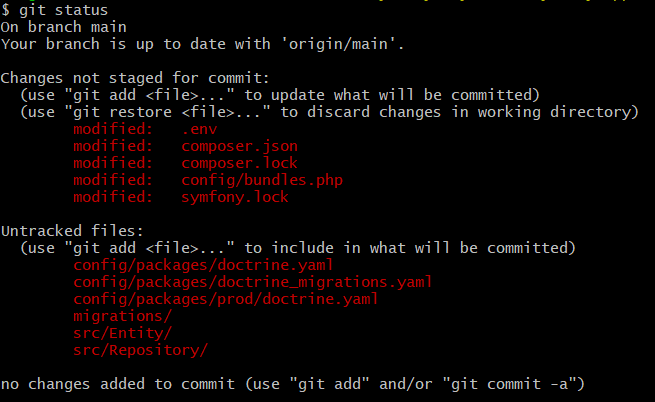 $ git status
On branch main
Your branch is up to date with 'origin/main'.
Changes not staged for commit:
(use "git add <file>..." to update what will be committed)
(use "git restore <file>..." to discard changes in working directory)
modified: .env
modified: composer.json
modified: composer.lock
modified: config/bundles.php
modified: symfony.lock
Untracked files:
(use "git add <file>..." to include in what will be committed)
config/packages/doctrine.yaml
config/packages/doctrine_migrations.yaml
config/packages/prod/doctrine.yaml
migrations/
src/Entity/
src/Repository/
no changes added to commit (use "git add" and/or "git commit -a")